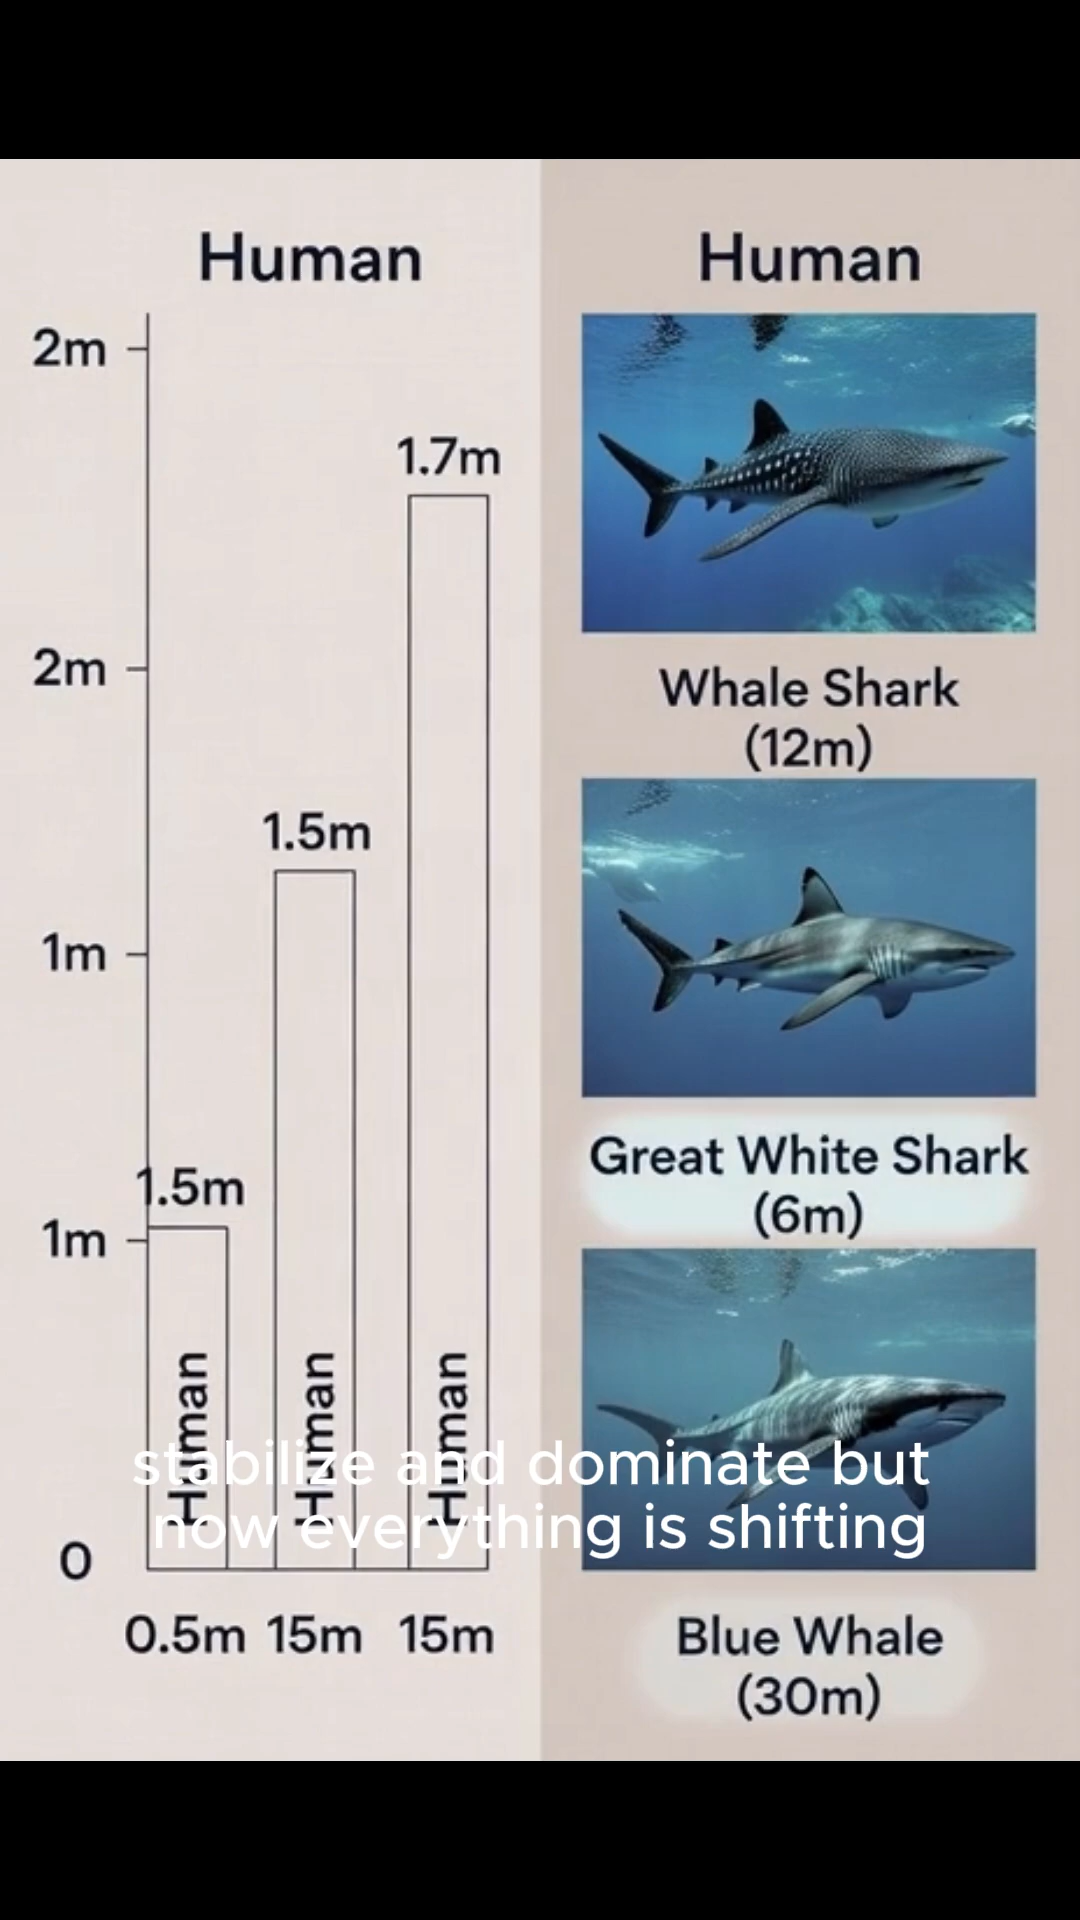 Human
2m
1.7m
2m
1.5m
1m
1.5m
1m
Human
Human
Human
0
0.5m 15m 15m
Human
Whale Shark
(12m)
Great White Shark
(6m)
Blue Whale
(30m)
stabilize and dominate but
now everything is shifting